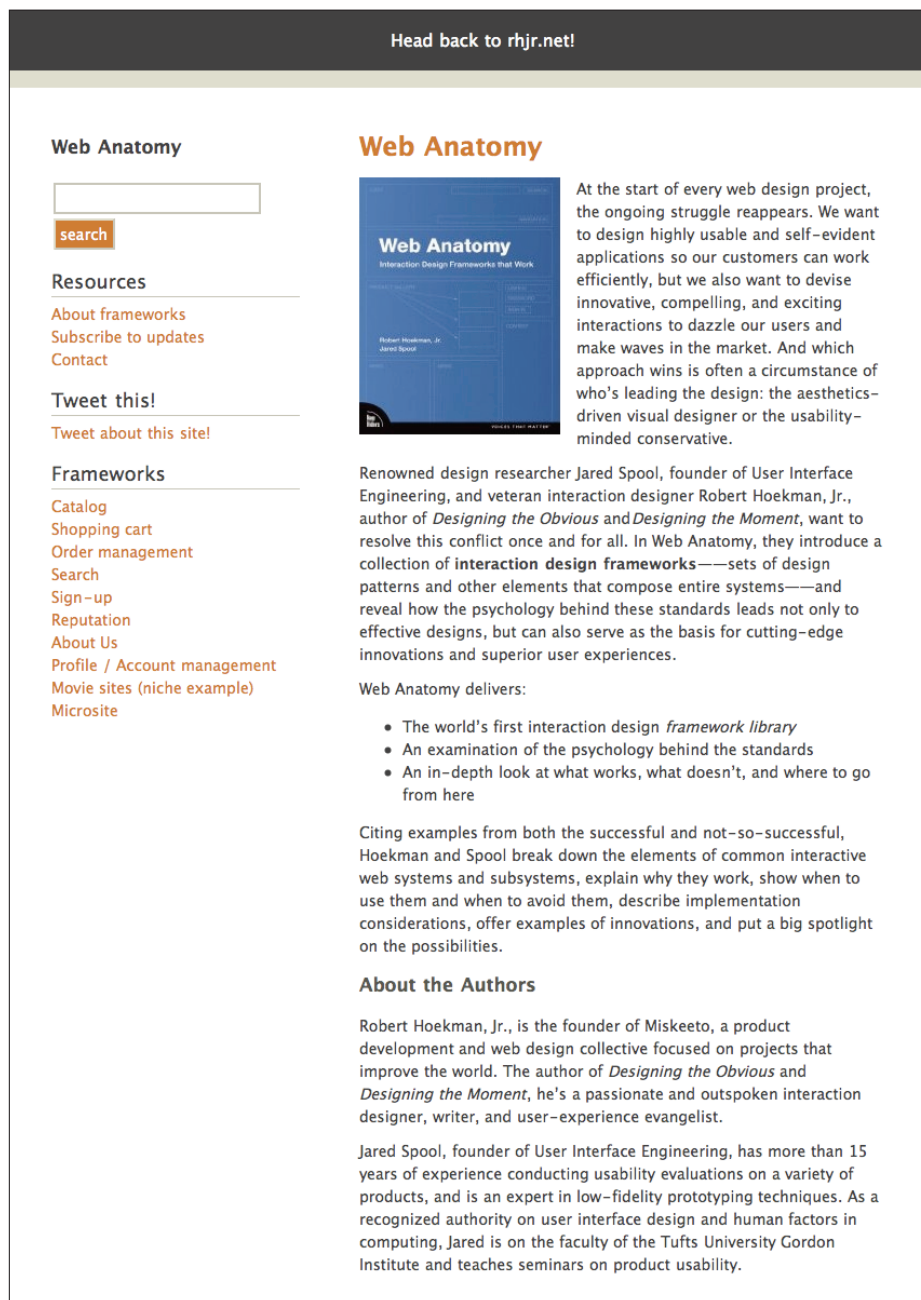 Head back to rhjr.net!
Web Anatomy
search
Resources
About frameworks
Subscribe to updates
Contact
Tweet this!
Tweet about this site!
Frameworks
Catalog
Shopping cart
Order management
Search
Sign-up
Reputation
About Us
Profile / Account management
Movie sites (niche example)
Microsite
Web Anatomy
Web Anatomy
Interaction Design Frameworks that Work
Robert Hoekman, Jr.
Jared Spool
VOICES THAT MATTER
At the start of every web design project,
the ongoing struggle reappears. We want
to design highly usable and self-evident
applications so our customers can work
efficiently, but we also want to devise
innovative, compelling, and exciting
interactions to dazzle our users and
make waves in the market. And which
approach wins is often a circumstance of
who's leading the design: the aesthetics-
driven visual designer or the usability-
minded conservative.
Renowned design researcher Jared Spool, founder of User Interface
Engineering, and veteran interaction designer Robert Hoekman, Jr.,
author of Designing the Obvious and Designing the Moment, want to
resolve this conflict once and for all. In Web Anatomy, they introduce a
collection of interaction design frameworks——sets of design
patterns and other elements that compose entire systems——and
reveal how the psychology behind these standards leads not only to
effective designs, but can also serve as the basis for cutting-edge
innovations and superior user experiences.
Web Anatomy delivers:
• The world's first interaction design framework library
• An examination of the psychology behind the standards
• An in-depth look at what works, what doesn't, and where to go
from here
Citing examples from both the successful and not-so-successful,
Hoekman and Spool break down the elements of common interactive
web systems and subsystems, explain why they work, show when to
use them and when to avoid them, describe implementation
considerations, offer examples of innovations, and put a big spotlight
on the possibilities.
About the Authors
Robert Hoekman, Jr., is the founder of Miskeeto, a product
development and web design collective focused on projects that
improve the world. The author of Designing the Obvious and
Designing the Moment, he's a passionate and outspoken interaction
designer, writer, and user-experience evangelist.
Jared Spool, founder of User Interface Engineering, has more than 15
years of experience conducting usability evaluations on a variety of
products, and is an expert in low-fidelity prototyping techniques. As a
recognized authority on user interface design and human factors in
computing, Jared is on the faculty of the Tufts University Gordon
Institute and teaches seminars on product usability.